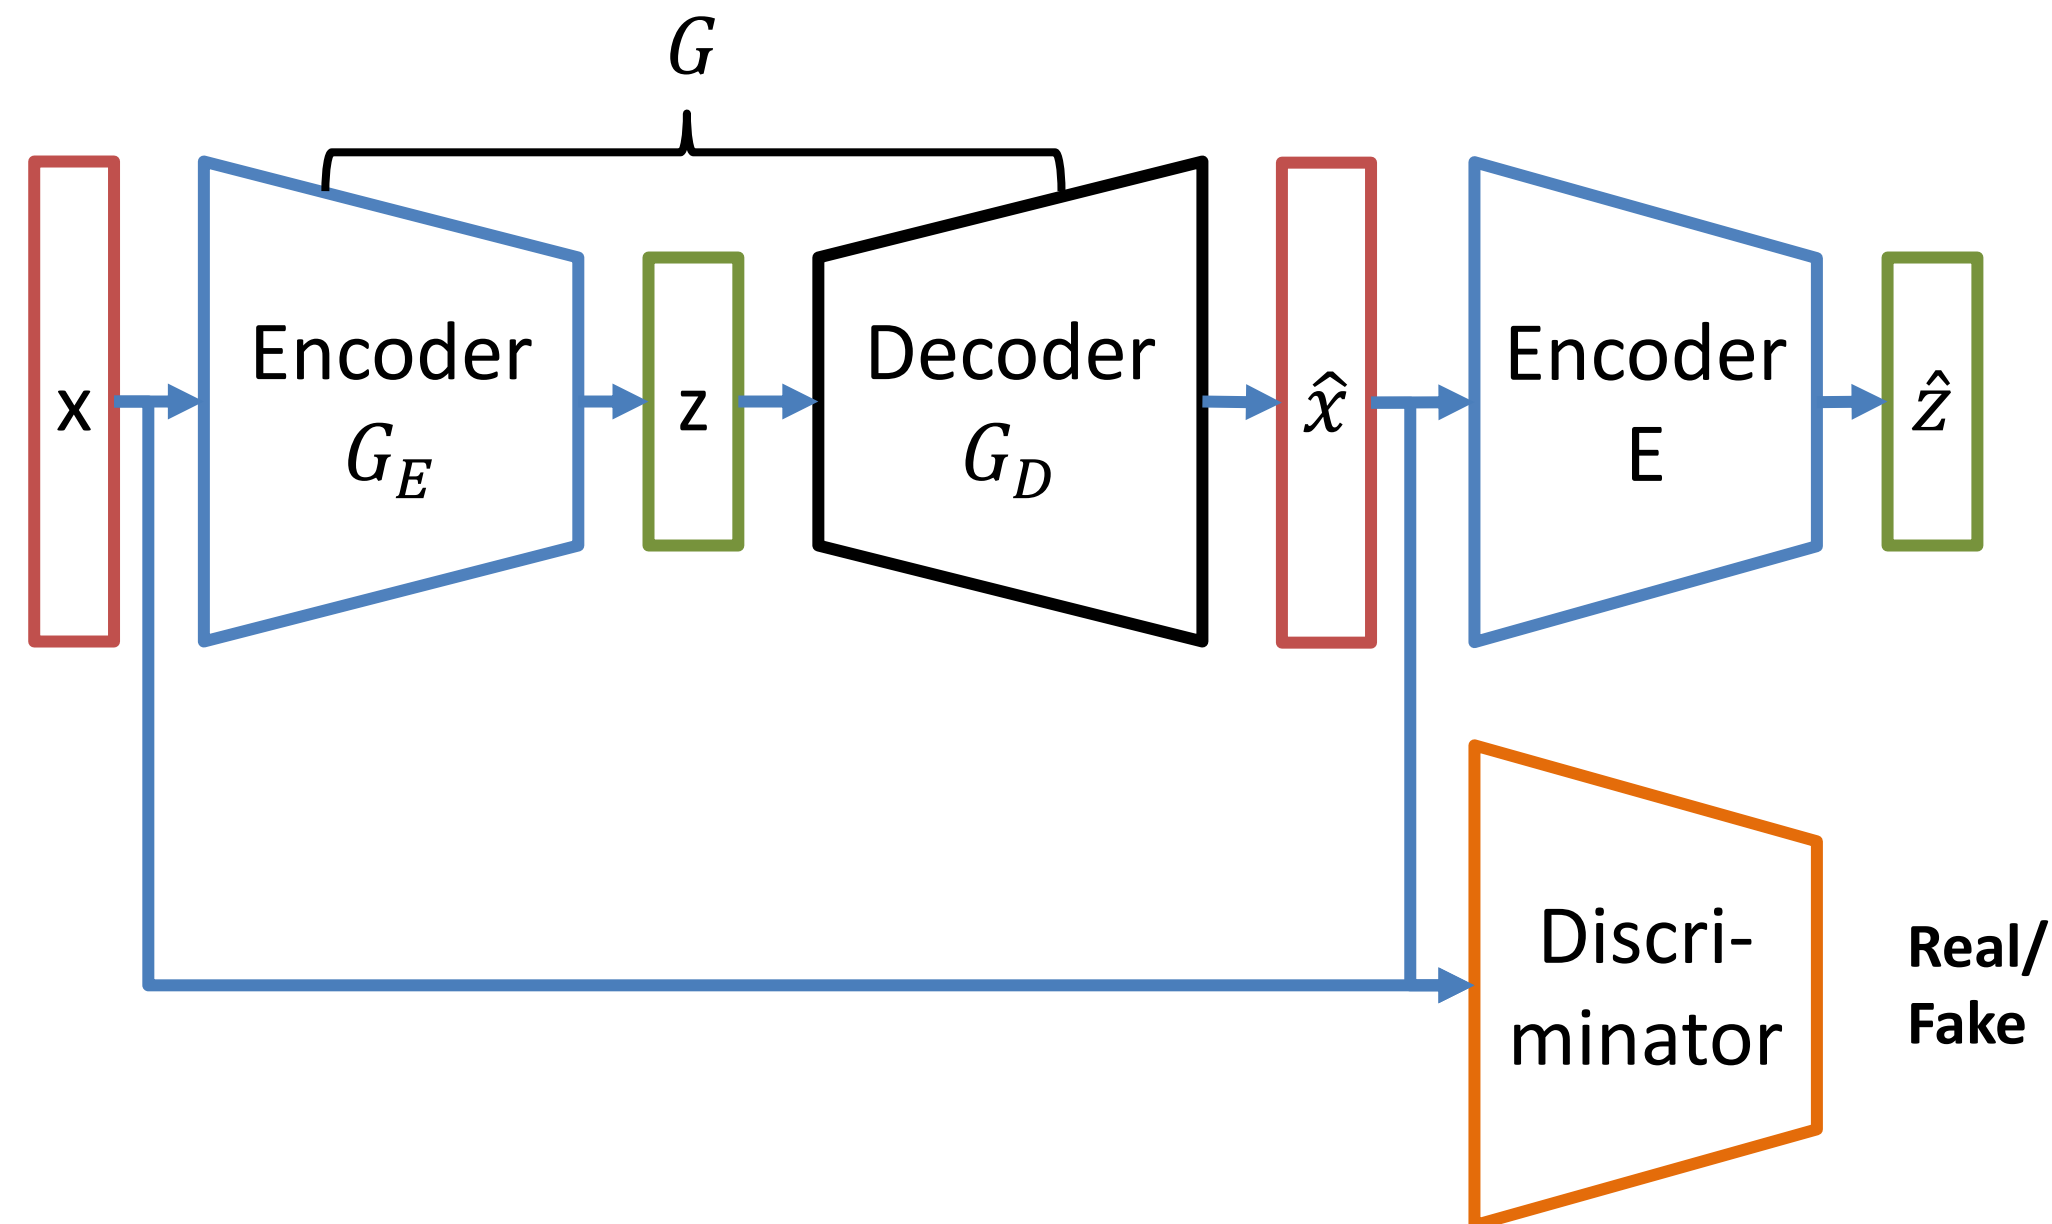 G
x
Encoder
G_E
z
Decoder
G_D
x̂
Encoder
E
ẑ
Discri-
minator
Real/
Fake